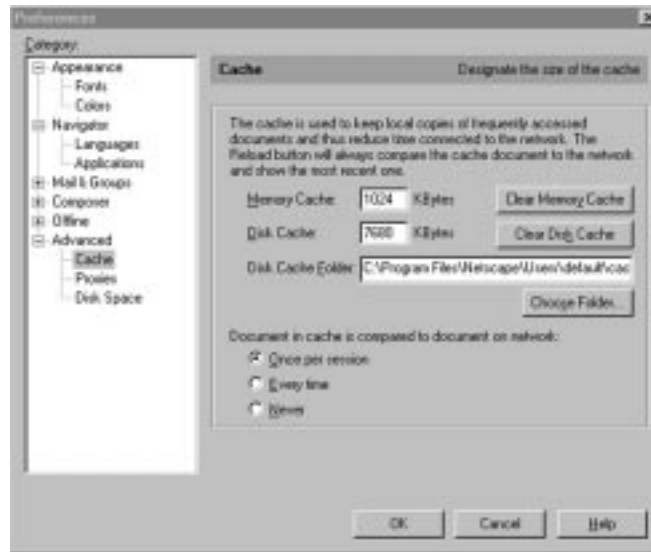 Preferences
Category:
Appearance
Fonts
Colors
Navigator
Languages
Applications
Mail & Groups
Composer
Offline
Advanced
Cache
Proxies
Disk Space
Cache
Designate the size of the cache
The cache is used to keep local copies of frequently accessed
documents and thus reduce time connected to the network. The
Reload button will always compare the cache document to the network
and show the most recent one.
Memory Cache: 1024 KBytes Clear Memory Cache
Disk Cache: 7680 KBytes Clear Disk Cache
Disk Cache Folder: C:\Program Files\Netscape\Users\default\cac
Choose Folder...
Document in cache is compared to document on network:
Once per session
Every time
Never
OK Cancel Help